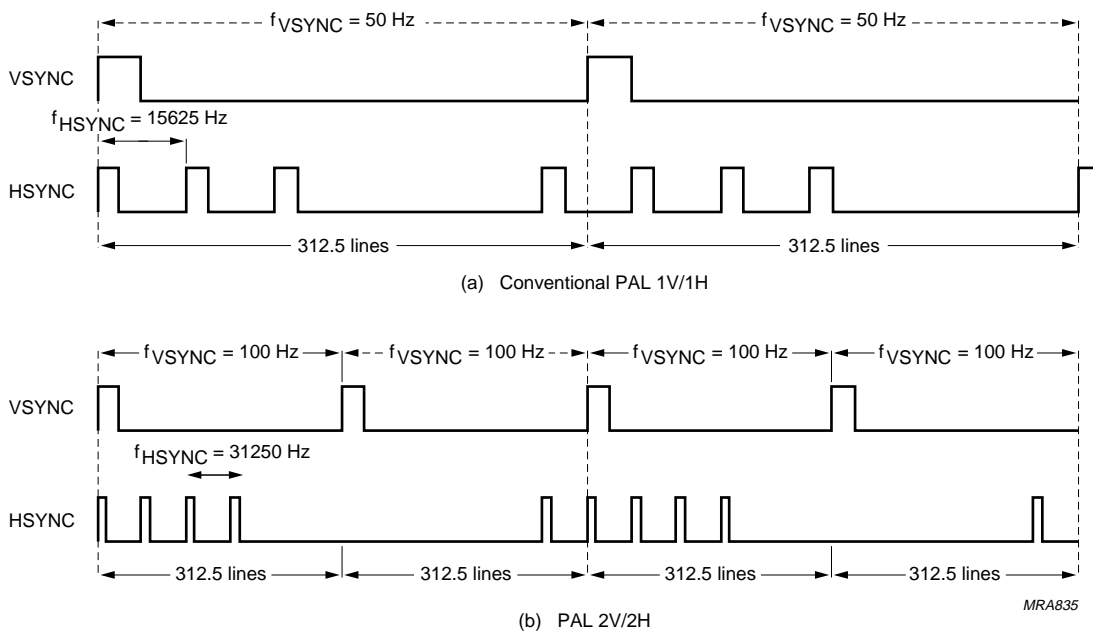 fVSYNC = 50 Hz fVSYNC = 50 Hz
VSYNC
fHSYNC = 15625 Hz
HSYNC
312.5 lines 312.5 lines
(a) Conventional PAL 1V/1H
fVSYNC = 100 Hz fVSYNC = 100 Hz fVSYNC = 100 Hz fVSYNC = 100 Hz
VSYNC
fHSYNC = 31250 Hz
HSYNC
312.5 lines 312.5 lines 312.5 lines 312.5 lines
MRA835
(b) PAL 2V/2H